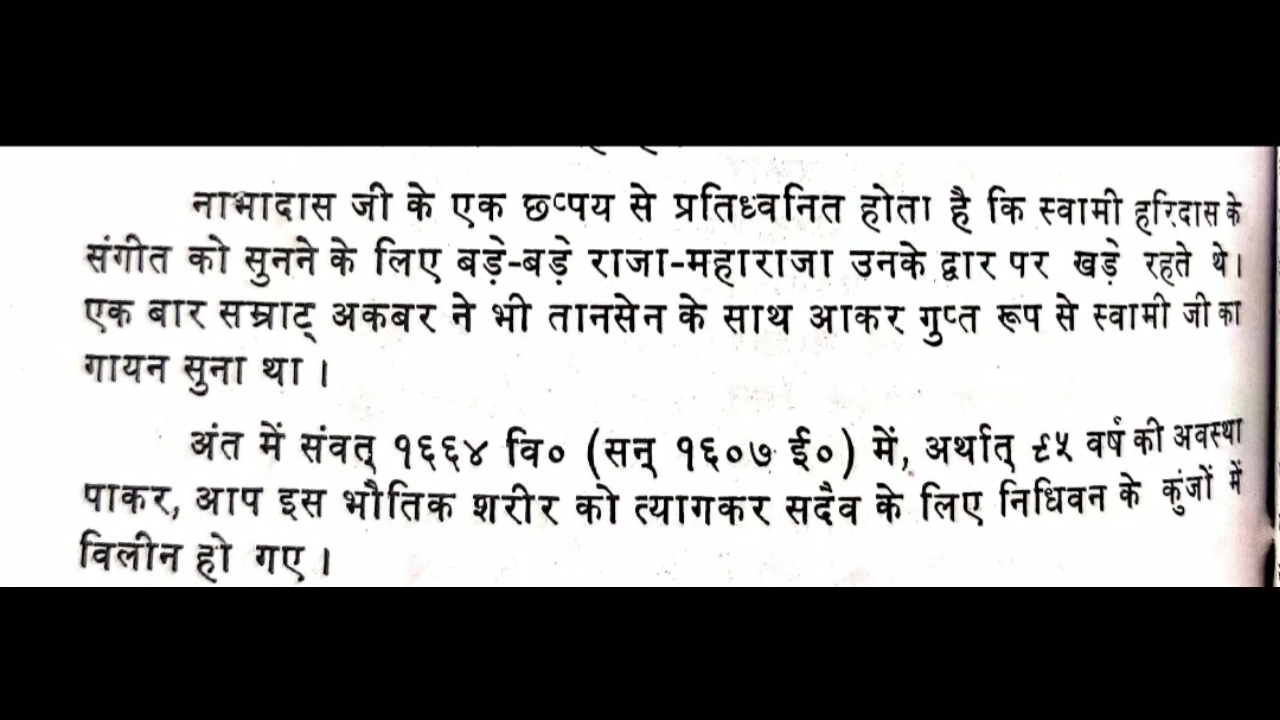 नाभादास जी के एक छप्पय से प्रतिध्वनित होता है कि स्वामी हरिदास के
संगीत को सुनने के लिए बड़े-बड़े राजा-महाराजा उनके द्वार पर खड़े रहते थे।
एक बार सम्राट् अकबर ने भी तानसेन के साथ आकर गुप्त रूप से स्वामी जी का
गायन सुना था।
अंत में संवत् १६६४ वि० (सन् १६०७ ई०) में, अर्थात् ९५ वर्ष की अवस्था
पाकर, आप इस भौतिक शरीर को त्यागकर सदैव के लिए निधिवन के कुंजों में
विलीन हो गए।